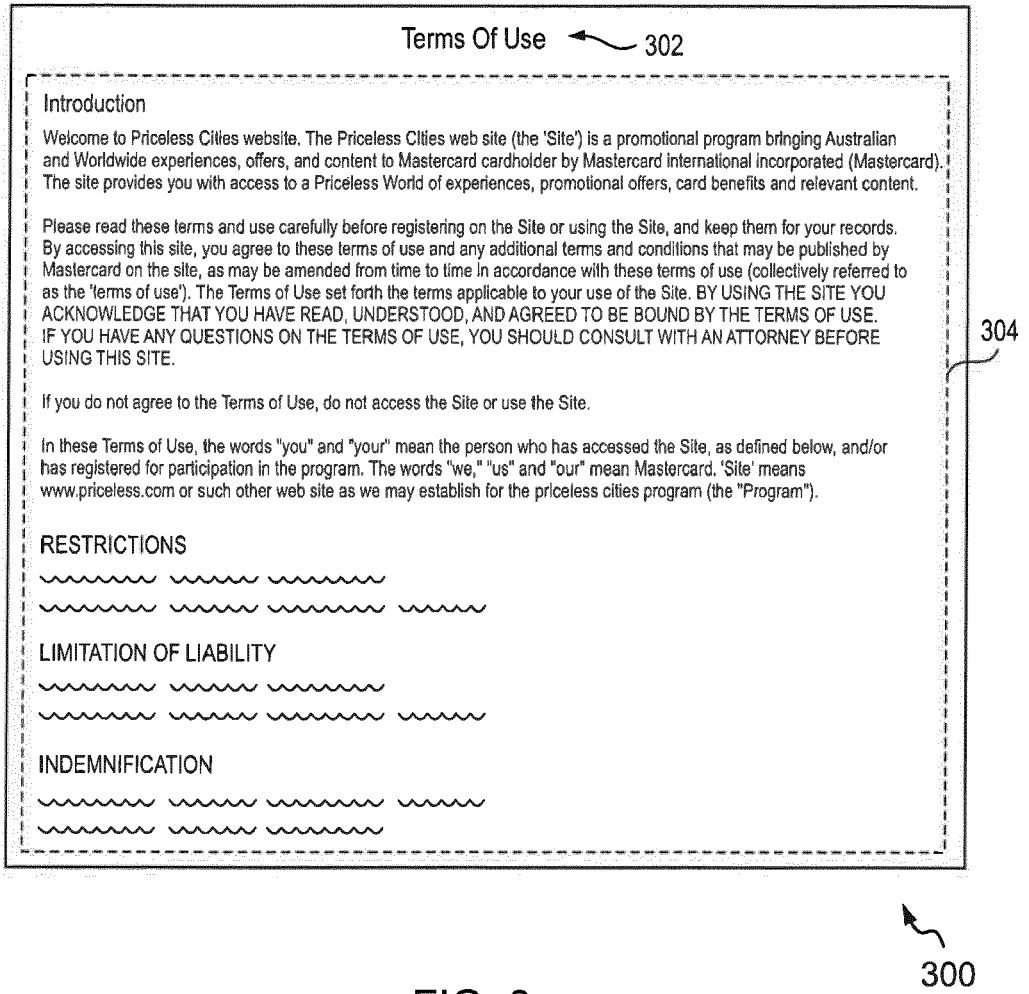 Terms Of Use
302
Introduction
Welcome to Priceless Cities website. The Priceless Cities web site (the 'Site') is a promotional program bringing Australian
and Worldwide experiences, offers, and content to Mastercard cardholder by Mastercard international incorporated (Mastercard).
The site provides you with access to a Priceless World of experiences, promotional offers, card benefits and relevant content.
Please read these terms and use carefully before registering on the Site or using the Site, and keep them for your records.
By accessing this site, you agree to these terms of use and any additional terms and conditions that may be published by
Mastercard on the site, as may be amended from time to time in accordance with these terms of use (collectively referred to
as the 'terms of use'). The Terms of Use set forth the terms applicable to your use of the Site. BY USING THE SITE YOU
ACKNOWLEDGE THAT YOU HAVE READ, UNDERSTOOD, AND AGREED TO BE BOUND BY THE TERMS OF USE.
IF YOU HAVE ANY QUESTIONS ON THE TERMS OF USE, YOU SHOULD CONSULT WITH AN ATTORNEY BEFORE
USING THIS SITE.
304
If you do not agree to the Terms of Use, do not access the Site or use the Site.
In these Terms of Use, the words "you" and "your" mean the person who has accessed the Site, as defined below, and/or
has registered for participation in the program. The words "we," "us" and "our" mean Mastercard. 'Site' means
www.priceless.com or such other web site as we may establish for the priceless cities program (the "Program").
RESTRICTIONS
LIMITATION OF LIABILITY
INDEMNIFICATION
300